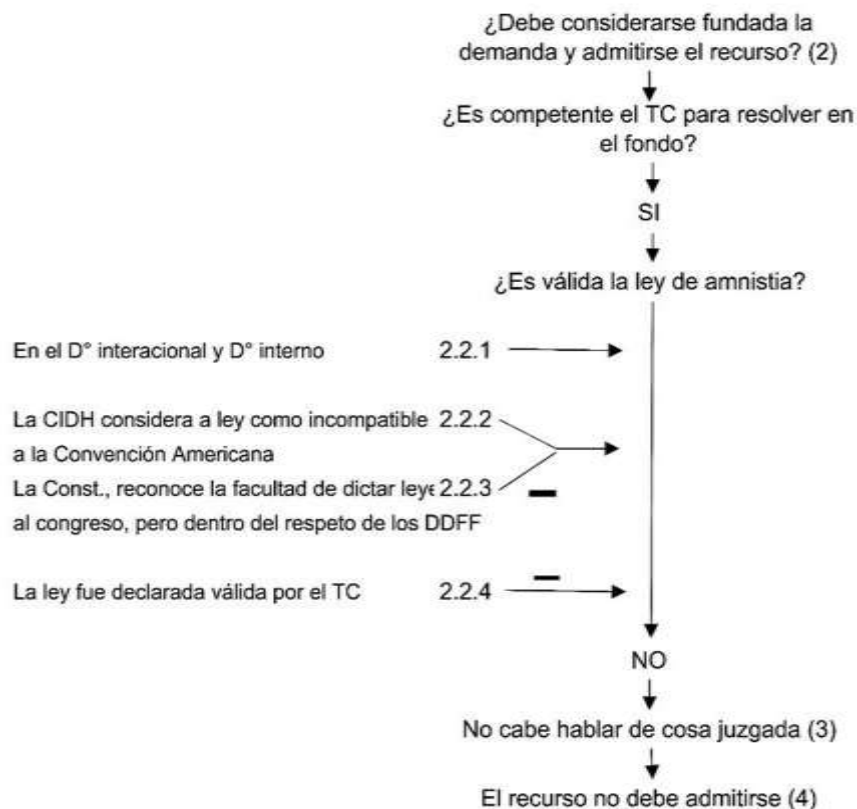 ¿Debe considerarse fundada la
demanda y admitirse el recurso? (2)
¿Es competente el TC para resolver en
el fondo?
SI
¿Es válida la ley de amnistia?
En el D° interacional y D° interno 2.2.1
La CIDH considera a ley como incompatible 2.2.2
a la Convención Americana
La Const., reconoce la facultad de dictar leye 2.2.3
al congreso, pero dentro del respeto de los DDFF
La ley fue declarada válida por el TC 2.2.4
NO
No cabe hablar de cosa juzgada (3)
El recurso no debe admitirse (4)